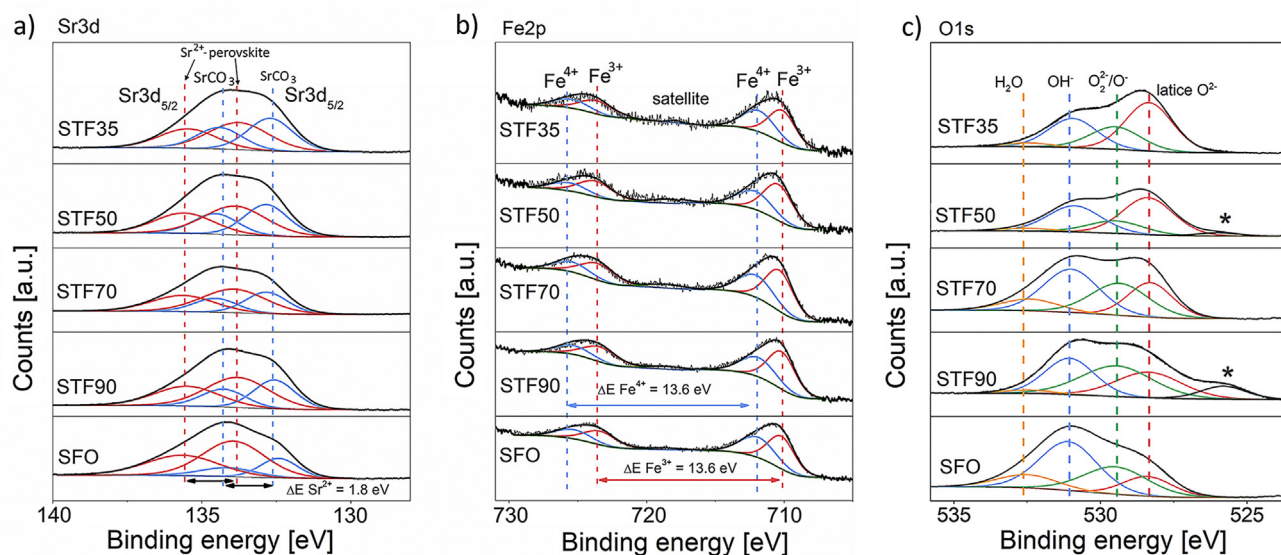 a) Sr3d
Sr²⁺-perovskite
SrCO₃ SrCO₃
Sr3d₅/₂ Sr3d₅/₂
STF35
STF50
STF70
STF90
SFO
ΔE Sr²⁺ = 1.8 eV
Counts [a.u.]
140 135 130
Binding energy [eV]
b) Fe2p
Fe⁴⁺ Fe³⁺ satellite Fe⁴⁺ Fe³⁺
STF35
STF50
STF70
STF90
ΔE Fe⁴⁺ = 13.6 eV
SFO
ΔE Fe³⁺ = 13.6 eV
Counts [a.u.]
730 720 710
Binding energy [eV]
c) O1s
H₂O OH⁻ O₂²⁻/O⁻ latice O²⁻
STF35
STF50 *
STF70
STF90 *
SFO
Counts [a.u.]
535 530 525
Binding energy [eV]